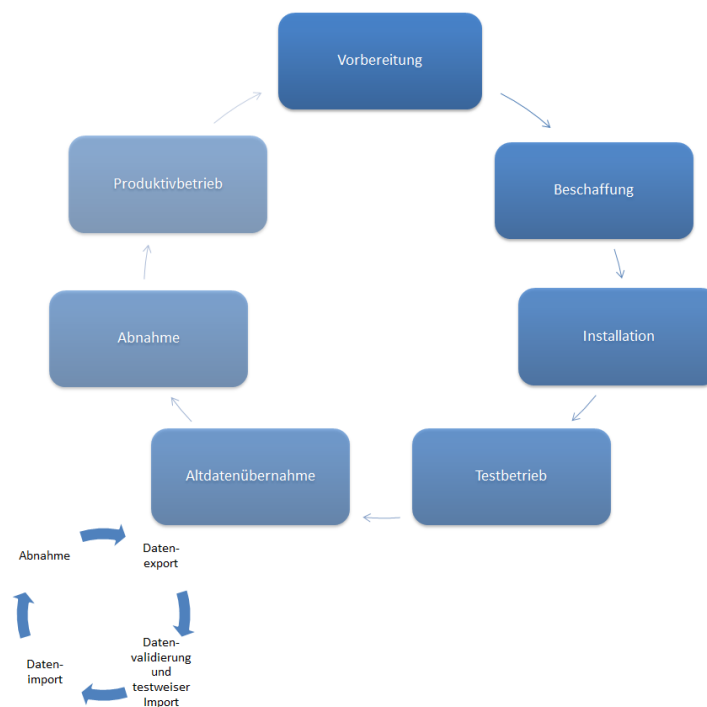 Vorbereitung
Beschaffung
Installation
Testbetrieb
Altdatenübernahme
Abnahme
Produktivbetrieb
Daten-
export
Daten-
validierung
und
testweiser
Import
Daten-
import
Abnahme